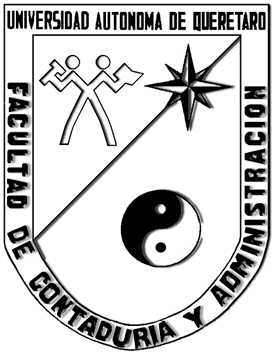 UNIVERSIDAD AUTONOMA DE QUERETARO
FACULTAD DE CONTADURIA Y ADMINISTRACION